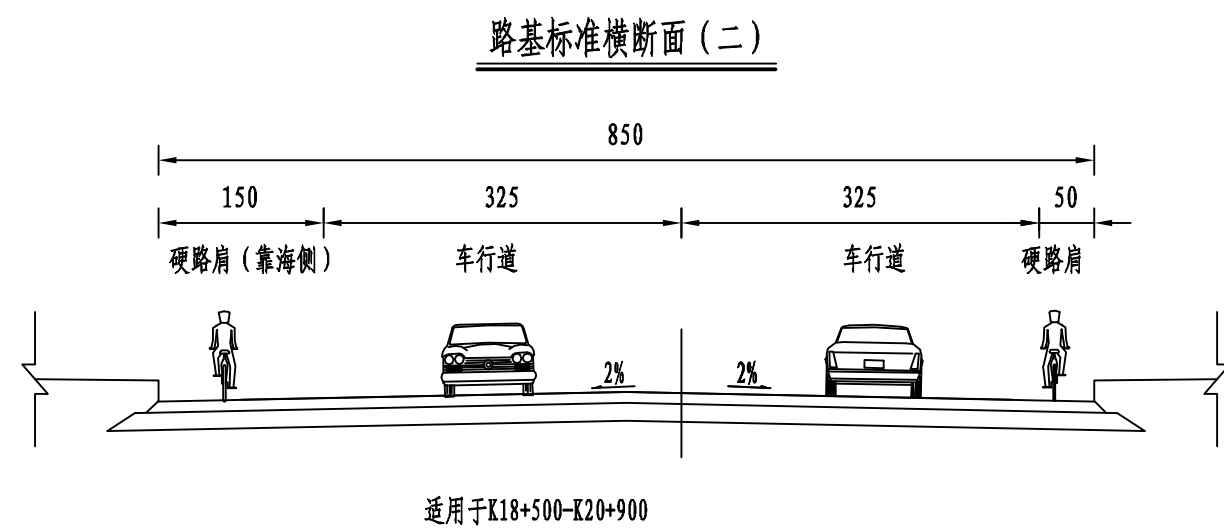 路基标准横断面（二）
850
150 325 325 50
硬路肩（靠海侧） 车行道 车行道 硬路肩
2% 2%
适用于K18+500-K20+900